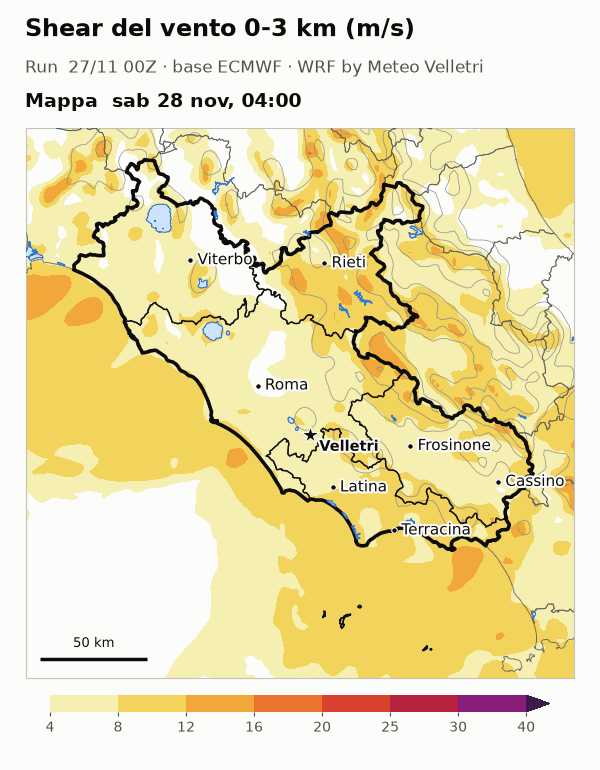 Shear del vento 0-3 km (m/s)
Run  27/11 00Z · base ECMWF · WRF by Meteo Velletri
Mappa  sab 28 nov, 04:00
Viterbo
Rieti
Roma
Velletri
Frosinone
Latina
Cassino
Terracina
50 km
4 8 12 16 20 25 30 40